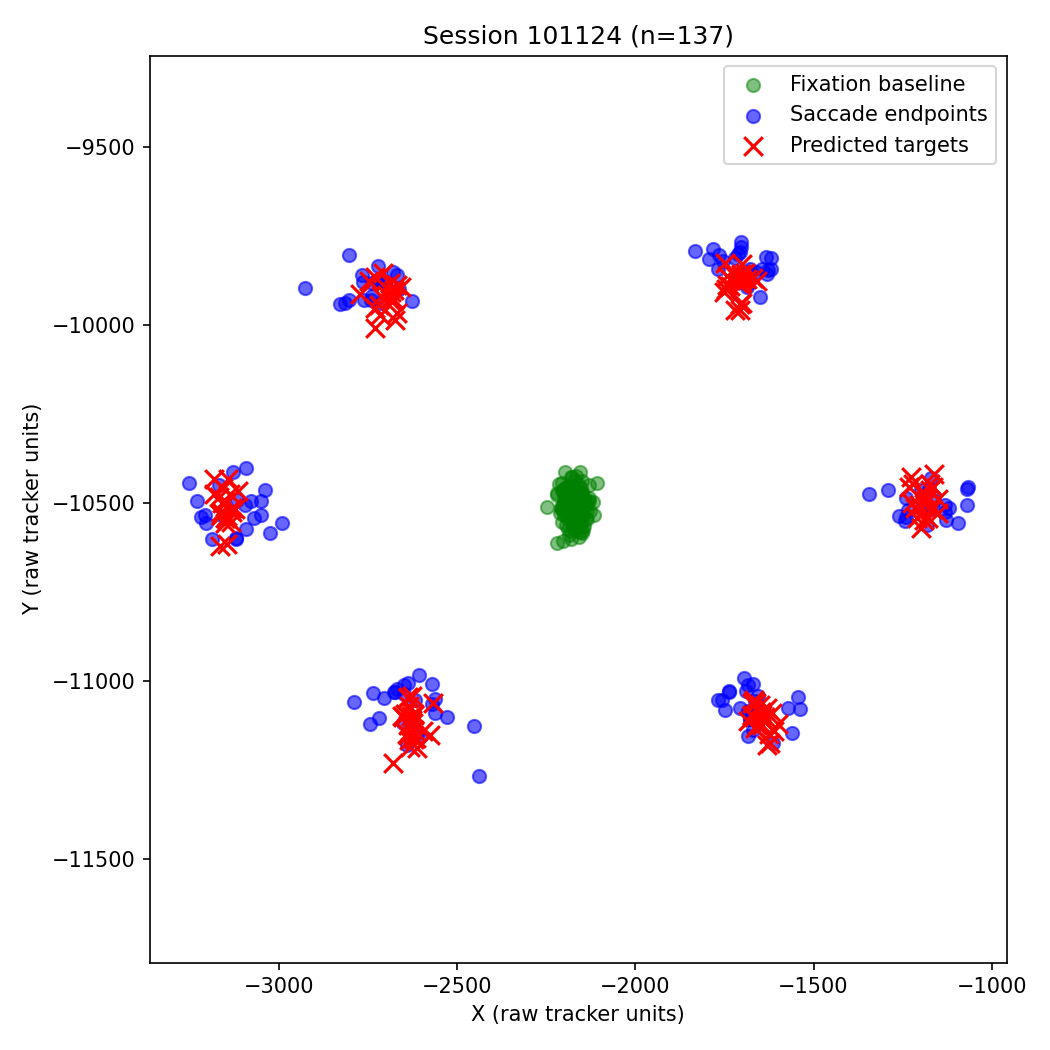 Session 101124 (n=137)
Fixation baseline
Saccade endpoints
Predicted targets
−9500
−10000
−10500
−11000
−11500
Y (raw tracker units)
−3000
−2500
−2000
−1500
−1000
X (raw tracker units)